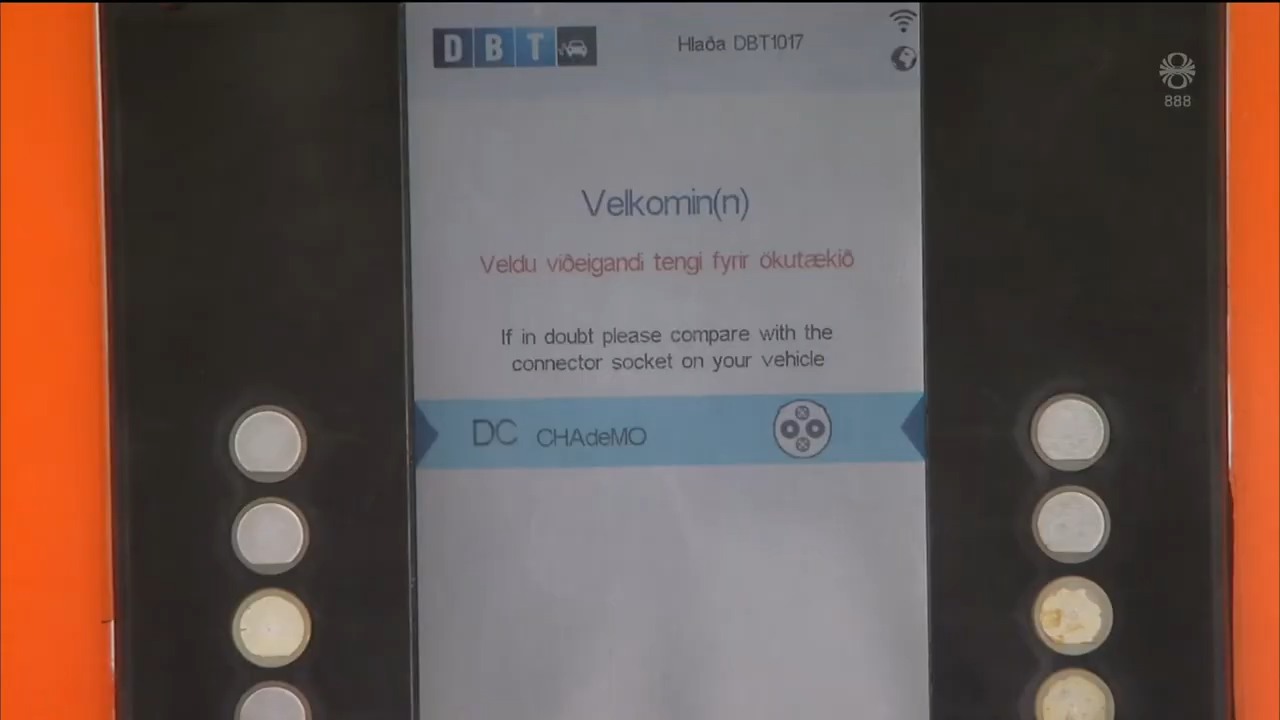 DBT
Hlaða DBT1017
888
Velkomin(n)
Veldu viðeigandi tengi fyrir ökutækið
If in doubt please compare with the
connector socket on your vehicle
DC CHAdeMO